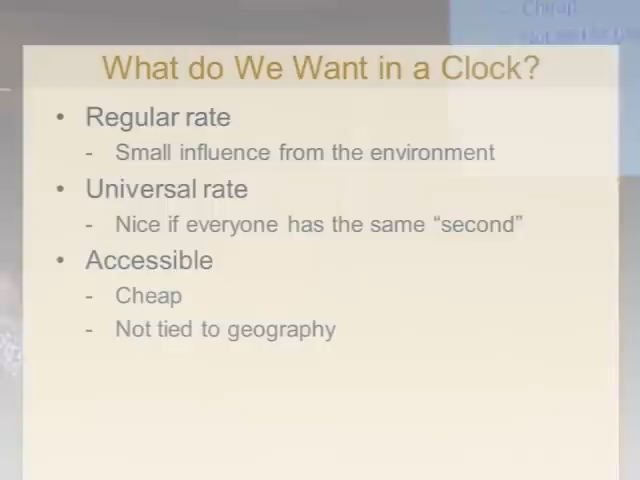 Cheap
What do We Want in a Clock?
• Regular rate
- Small influence from the environment
• Universal rate
- Nice if everyone has the same “second”
• Accessible
- Cheap
- Not tied to geography